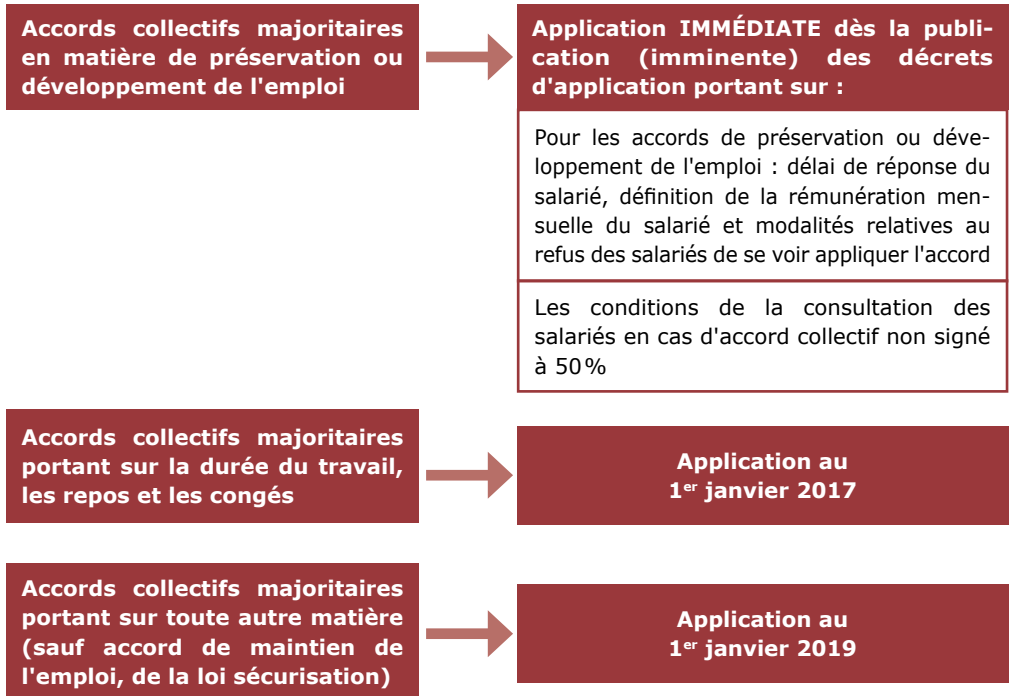 Accords collectifs majoritaires
en matière de préservation ou
développement de l'emploi
Application IMMÉDIATE dès la publi-
cation (imminente) des décrets
d'application portant sur :
Pour les accords de préservation ou déve-
loppement de l'emploi : délai de réponse du
salarié, définition de la rémunération men-
suelle du salarié et modalités relatives au
refus des salariés de se voir appliquer l'accord
Les conditions de la consultation des
salariés en cas d'accord collectif non signé
à 50%
Accords collectifs majoritaires
portant sur la durée du travail,
les repos et les congés
Application au
1er janvier 2017
Accords collectifs majoritaires
portant sur toute autre matière
(sauf accord de maintien de
l'emploi, de la loi sécurisation)
Application au
1er janvier 2019